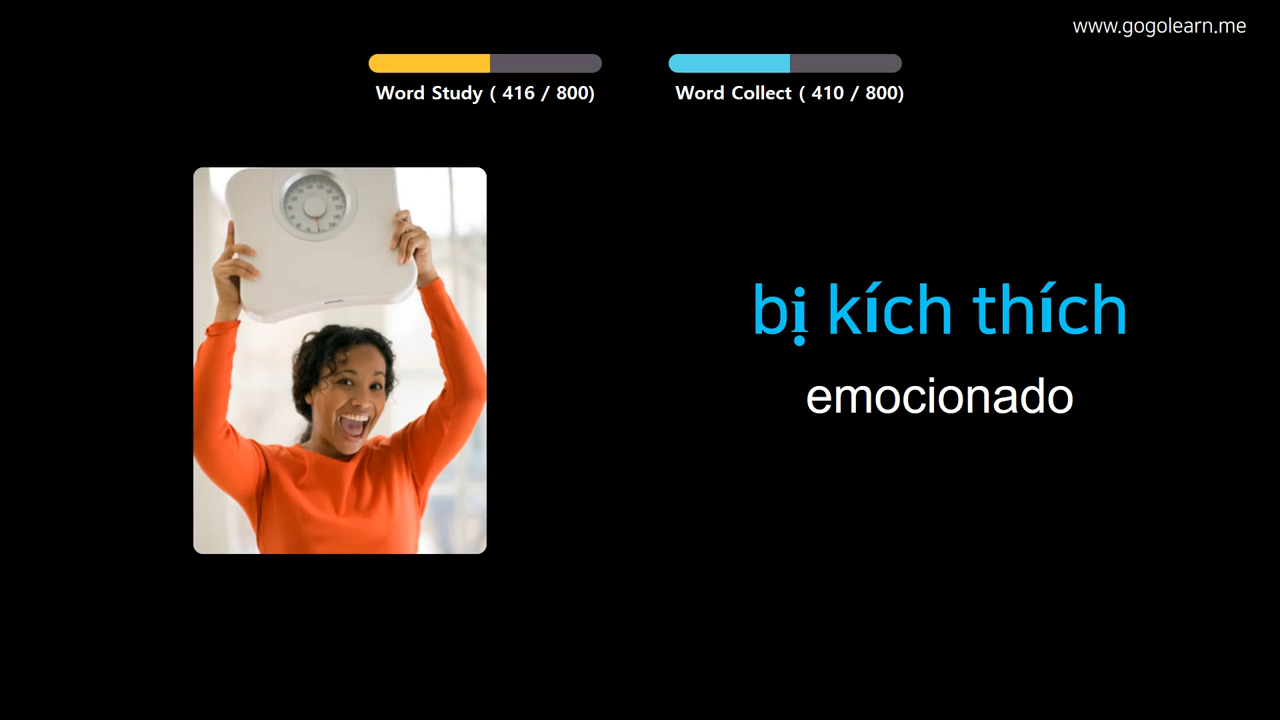 www.gogolearn.me
Word Study ( 416 / 800)
Word Collect ( 410 / 800)
bị kích thích
emocionado